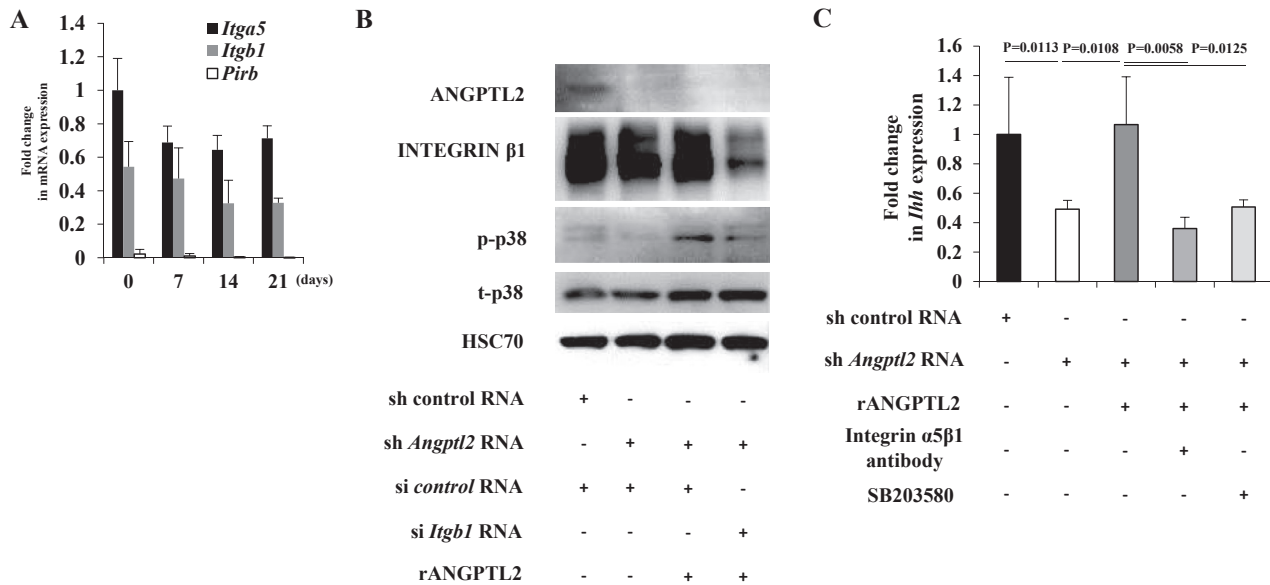 A
1.4
1.2
1
0.8
0.6
0.4
0.2
0
Fold change
in mRNA expression
Itga5
Itgb1
Pirb
0 7 14 21 (days)
B
ANGPTL2
INTEGRIN β1
p-p38
t-p38
HSC70
sh control RNA + - - -
sh Angptl2 RNA - + + +
si control RNA + + + -
si Itgb1 RNA - - - +
rANGPTL2 - - + +
C
P=0.0113 P=0.0108 P=0.0058 P=0.0125
1.6
1.4
1.2
1
0.8
0.6
0.4
0.2
0
Fold change
in Ihh expression
sh control RNA + - - - -
sh Angptl2 RNA - + + + +
rANGPTL2 - - + + +
Integrin α5β1
antibody - - - + -
SB203580 - - - - +